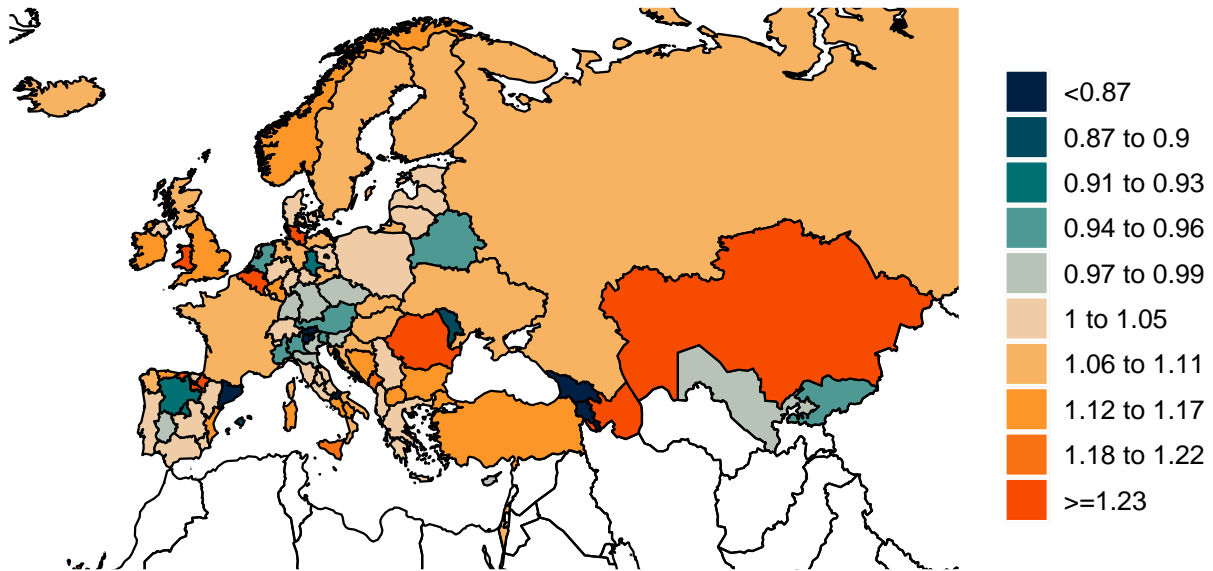 <0.87
0.87 to 0.9
0.91 to 0.93
0.94 to 0.96
0.97 to 0.99
1 to 1.05
1.06 to 1.11
1.12 to 1.17
1.18 to 1.22
>=1.23